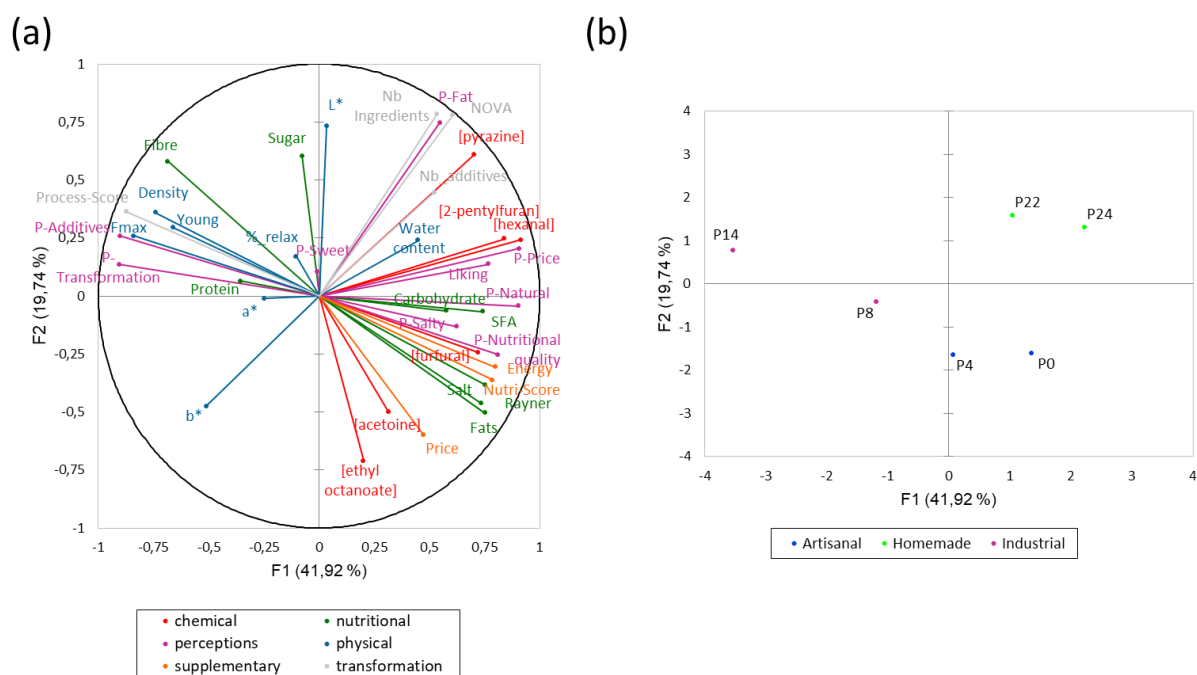 (a)
(b)
1
0,75
0,5
0,25
0
-0,25
-0,5
-0,75
-1
F2 (19,74 %)
L*
Nb
Ingredients
P-Fat
NOVA
[pyrazine]
Sugar
Fibre
Nb_additives
Process-Score
Density
Young
P-Additives
Fmax
%_relax
P-Sweet
Water
content
[2-pentylfuran]
[hexanal]
P-Price
Liking
P-
Transformation
Protein
a*
Carbohydrate
P-Natural
SFA
P-Salty
P-Nutritional
quality
[furfural]
Energy
Nutri-Score
Salt
Rayner
Fats
b*
[acetoine]
Price
[ethyl
octanoate]
-1
-0,75
-0,5
-0,25
0
0,25
0,5
0,75
1
F1 (41,92 %)
chemical
nutritional
perceptions
physical
supplementary
transformation
4
3
2
1
0
-1
-2
-3
-4
F2 (19,74 %)
P22
P24
P14
P8
P4
P0
-4
-3
-2
-1
0
1
2
3
4
F1 (41,92 %)
Artisanal
Homemade
Industrial